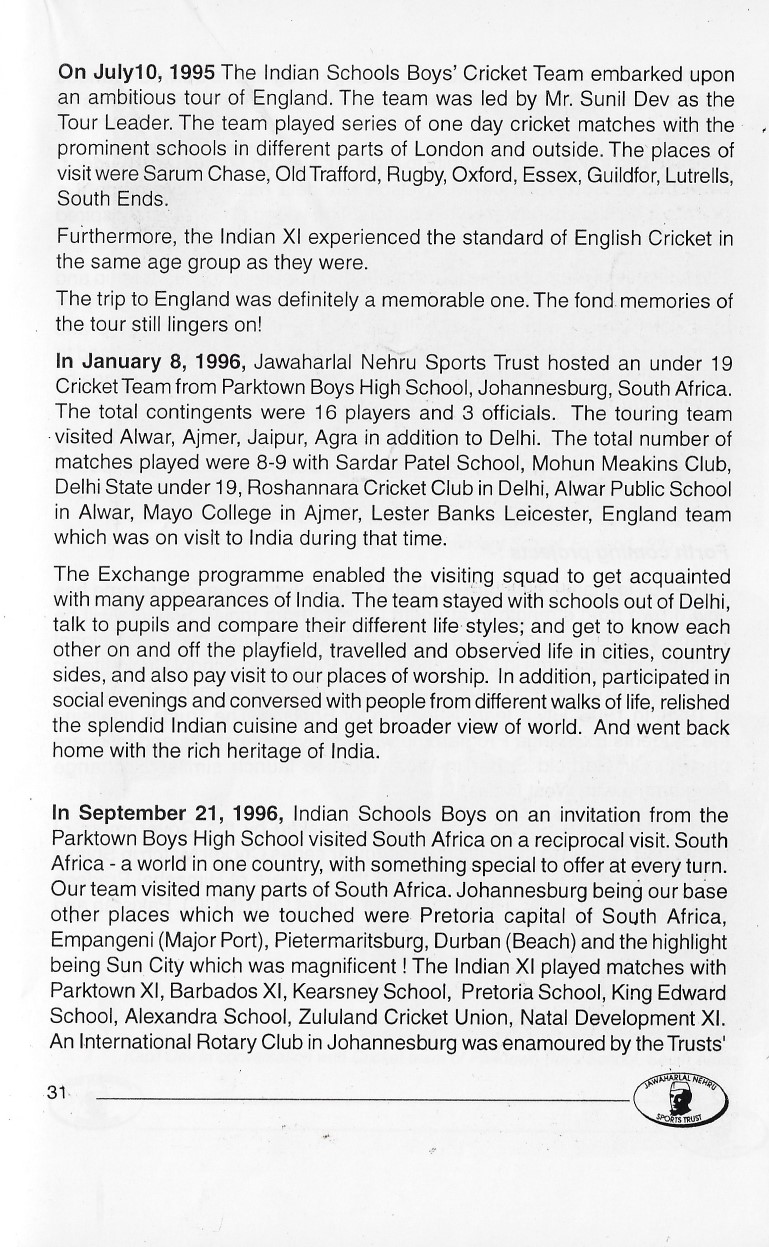 On July10, 1995 The Indian Schools Boys' Cricket Team embarked upon
an ambitious tour of England. The team was led by Mr. Sunil Dev as the
Tour Leader. The team played series of one day cricket matches with the
prominent schools in different parts of London and outside. The places of
visit were Sarum Chase, Old Trafford, Rugby, Oxford, Essex, Guildfor, Lutrells,
South Ends.
Furthermore, the Indian XI experienced the standard of English Cricket in
the same age group as they were.
The trip to England was definitely a memorable one. The fond memories of
the tour still lingers on!
In January 8, 1996, Jawaharlal Nehru Sports Trust hosted an under 19
Cricket Team from Parktown Boys High School, Johannesburg, South Africa.
The total contingents were 16 players and 3 officials. The touring team
visited Alwar, Ajmer, Jaipur, Agra in addition to Delhi. The total number of
matches played were 8-9 with Sardar Patel School, Mohun Meakins Club,
Delhi State under 19, Roshannara Cricket Club in Delhi, Alwar Public School
in Alwar, Mayo College in Ajmer, Lester Banks Leicester, England team
which was on visit to India during that time.
The Exchange programme enabled the visiting squad to get acquainted
with many appearances of India. The team stayed with schools out of Delhi,
talk to pupils and compare their different life styles; and get to know each
other on and off the playfield, travelled and observed life in cities, country
sides, and also pay visit to our places of worship. In addition, participated in
social evenings and conversed with people from different walks of life, relished
the splendid Indian cuisine and get broader view of world. And went back
home with the rich heritage of India.
In September 21, 1996, Indian Schools Boys on an invitation from the
Parktown Boys High School visited South Africa on a reciprocal visit. South
Africa - a world in one country, with something special to offer at every turn.
Our team visited many parts of South Africa. Johannesburg being our base
other places which we touched were Pretoria capital of South Africa,
Empangeni (Major Port), Pietermaritsburg, Durban (Beach) and the highlight
being Sun City which was magnificent ! The Indian XI played matches with
Parktown XI, Barbados XI, Kearsney School, Pretoria School, King Edward
School, Alexandra School, Zululand Cricket Union, Natal Development XI.
An International Rotary Club in Johannesburg was enamoured by the Trusts'
31
JAWAHARLAL NEHRU
SPORTS TRUST